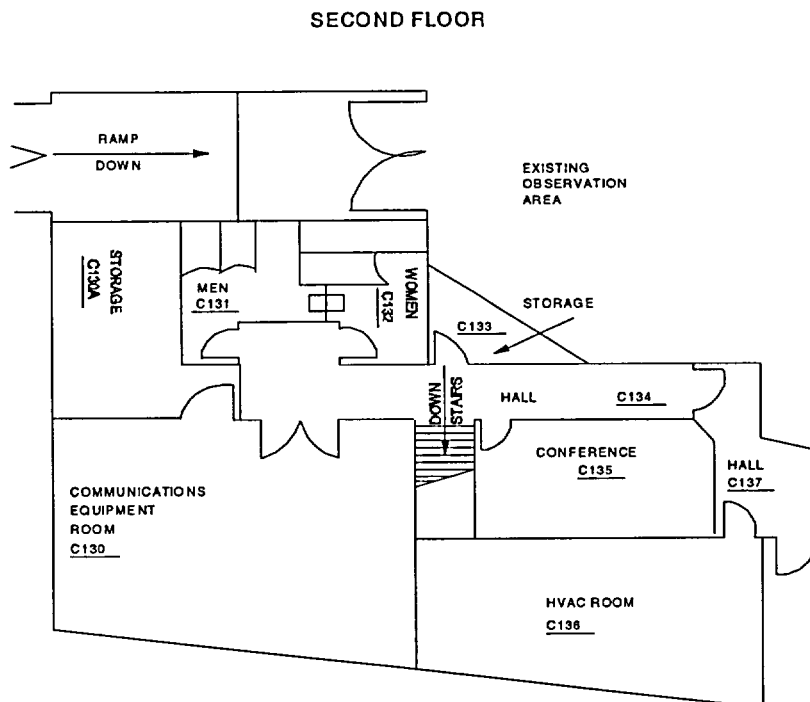 SECOND FLOOR
RAMP
DOWN
EXISTING
OBSERVATION
AREA
STORAGE
C130A
MEN
C131
WOMEN
C132
STORAGE
C133
DOWN
STAIRS
HALL
C134
CONFERENCE
C135
HALL
C137
COMMUNICATIONS
EQUIPMENT
ROOM
C130
HVAC ROOM
C136